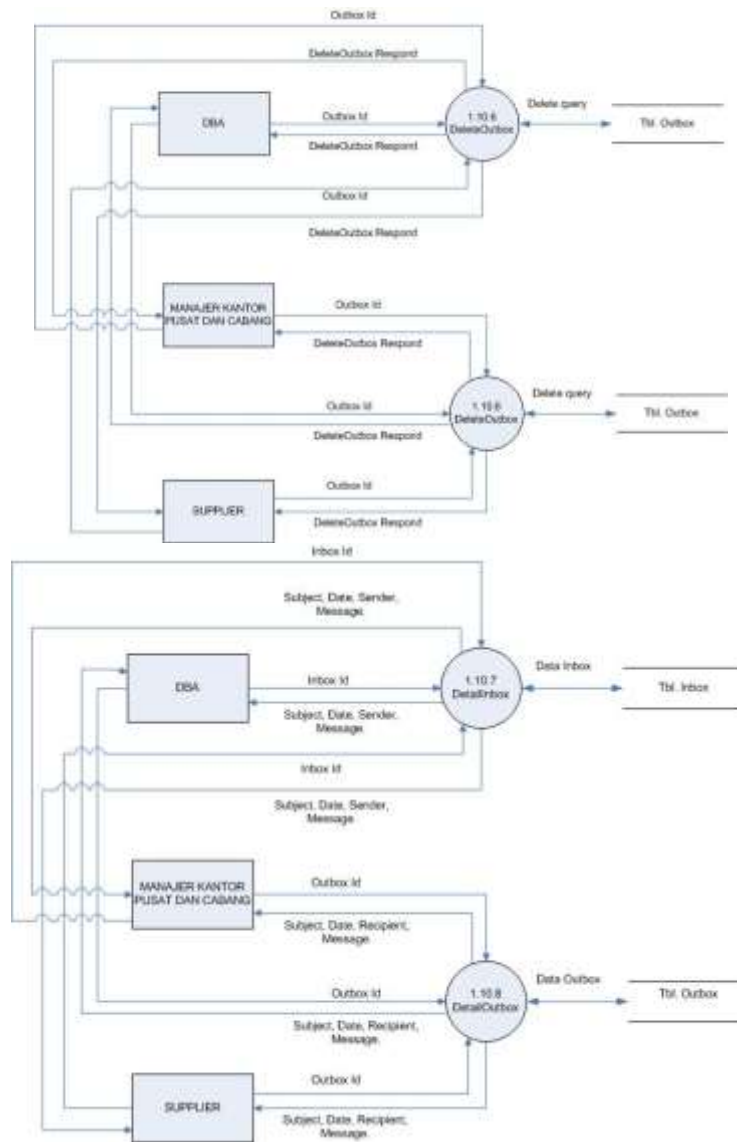 Outbox Id
DeleteOutbox Respond
DBA
Outbox Id
1.10.6
DeleteOutbox
Delete query
Tbl. Outbox
DeleteOutbox Respond
Outbox Id
DeleteOutbox Respond
MANAJER KANTOR
PUSAT DAN CABANG
Outbox Id
DeleteOutbox Respond
Outbox Id
1.10.6
DeleteOutbox
Delete query
Tbl. Outbox
DeleteOutbox Respond
SUPPLIER
Outbox Id
DeleteOutbox Respond
Inbox Id
Subject, Date, Sender,
Message.
DBA
Inbox Id
1.10.7
DetailInbox
Data Inbox
Tbl. Inbox
Subject, Date, Sender,
Message.
Inbox Id
Subject, Date, Sender,
Message.
MANAJER KANTOR
PUSAT DAN CABANG
Outbox Id
Subject, Date, Recipient,
Message.
Outbox Id
1.10.8
DetailOutbox
Data Outbox
Tbl. Outbox
Subject, Date, Recipient,
Message.
SUPPLIER
Outbox Id
Subject, Date, Recipient,
Message.